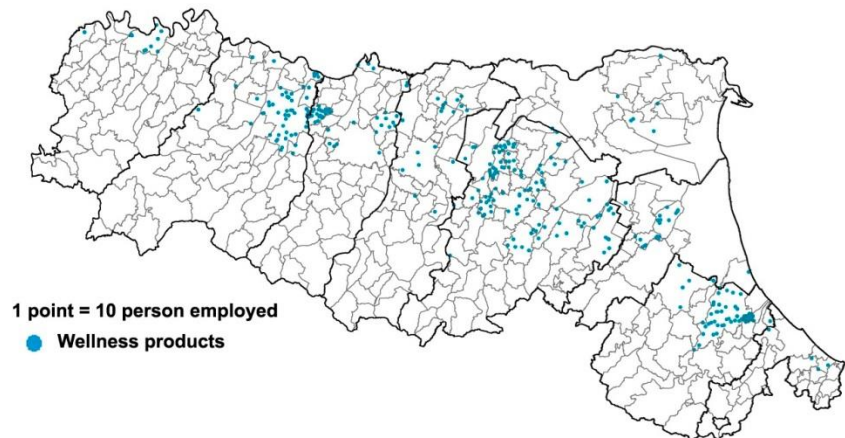 1 point = 10 person employed
Wellness products